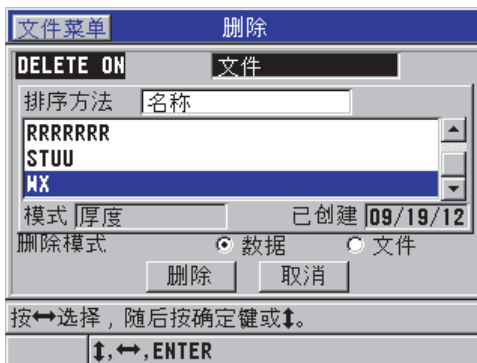 文件菜单 删除
DELETE ON 文件
排序方法 名称
RRRRRRR
STUU
WX
模式 厚度 已创建 09/19/12
删除模式 数据 文件
删除 取消
按↔选择，随后按确定键或↕。
↕,↔,ENTER